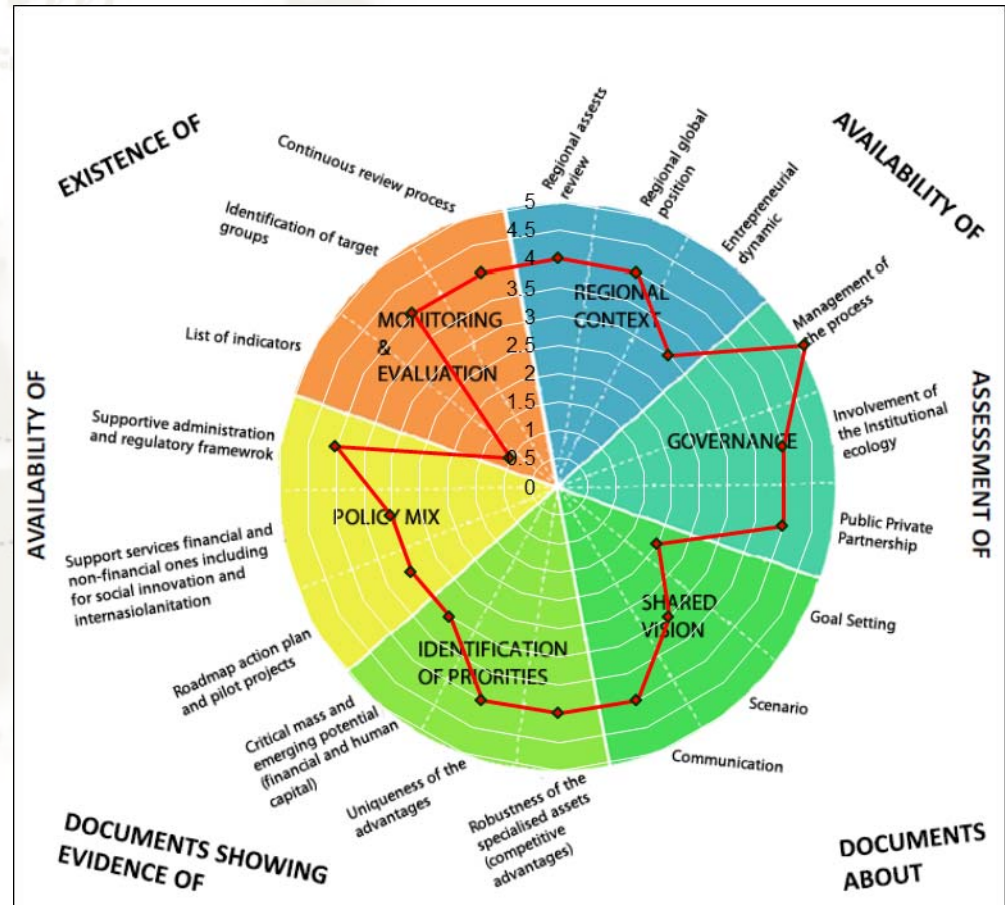 EXISTENCE OF
Continuous review process
Identification of target
groups
List of indicators
AVAILABILITY OF
Supportive administration
and regulatory framewrok
Support services financial and
non-financial ones including
for social innovation and
internasiolanitation
Roadmap action plan
and pilot projects
DOCUMENTS SHOWING
EVIDENCE OF
Critical mass and
emerging potential
(financial and human
capital)
Uniqueness of the
advantages
Robustness of the
specialised assets
(competitive
advantages)
DOCUMENTS
ABOUT
Communication
Scenario
Goal Setting
ASSESSMENT OF
Public Private
Partnership
Involvement of
the Institutional
ecology
Management of
the process
AVAILABILITY OF
Entrepreneurial
dynamic
Regional global
position
Regional assests
review
5
4.5
4
3.5
3
2.5
2
1.5
1
0.5
0
REGIONAL
CONTEXT
GOVERNANCE
SHARED
VISION
IDENTIFICATION
OF PRIORITIES
POLICY MIX
MONITORING
&
EVALUATION